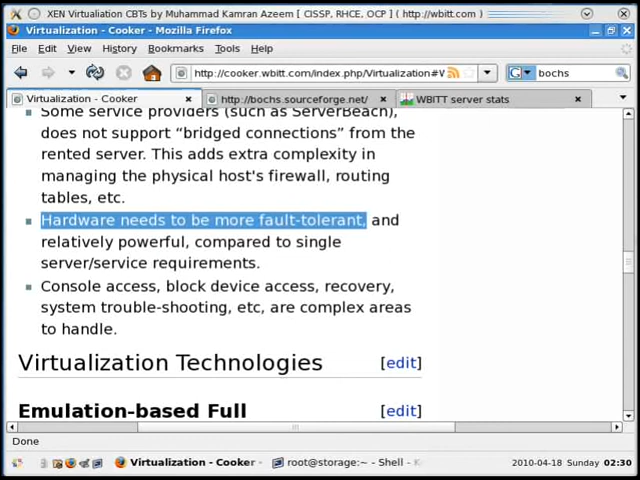 XEN Virtualiation CBTs by Muhammad Kamran Azeem [ CISSP, RHCE, OCP ] ( http://wbitt.com )
Virtualization - Cooker - Mozilla Firefox
File Edit View History Bookmarks Tools Help
http://cooker.wbitt.com/index.php/Virtualization#V
bochs
Virtualization - Cooker
http://bochs.sourceforge.net/
WBITT server stats
Some service providers (such as ServerBeach),
does not support “bridged connections” from the
rented server. This adds extra complexity in
managing the physical host's firewall, routing
tables, etc.
Hardware needs to be more fault-tolerant, and
relatively powerful, compared to single
server/service requirements.
Console access, block device access, recovery,
system trouble-shooting, etc, are complex areas
to handle.
Virtualization Technologies [edit]
Emulation-based Full [edit]
Done
Virtualization - Cooker - root@storage:~ - Shell - K 2010-04-18 Sunday 02:30